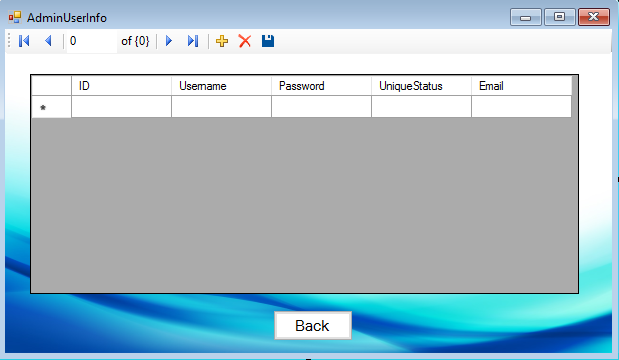 AdminUserInfo
0 of {0}
ID Username Password UniqueStatus Email
*
Back